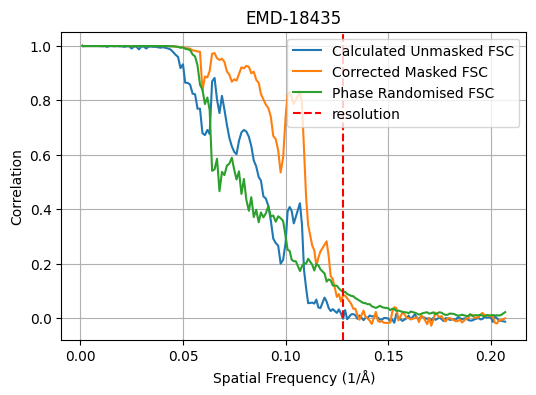 EMD-18435
Correlation
1.0
0.8
0.6
0.4
0.2
0.0
Calculated Unmasked FSC
Corrected Masked FSC
Phase Randomised FSC
resolution
0.00 0.05 0.10 0.15 0.20
Spatial Frequency (1/Å)